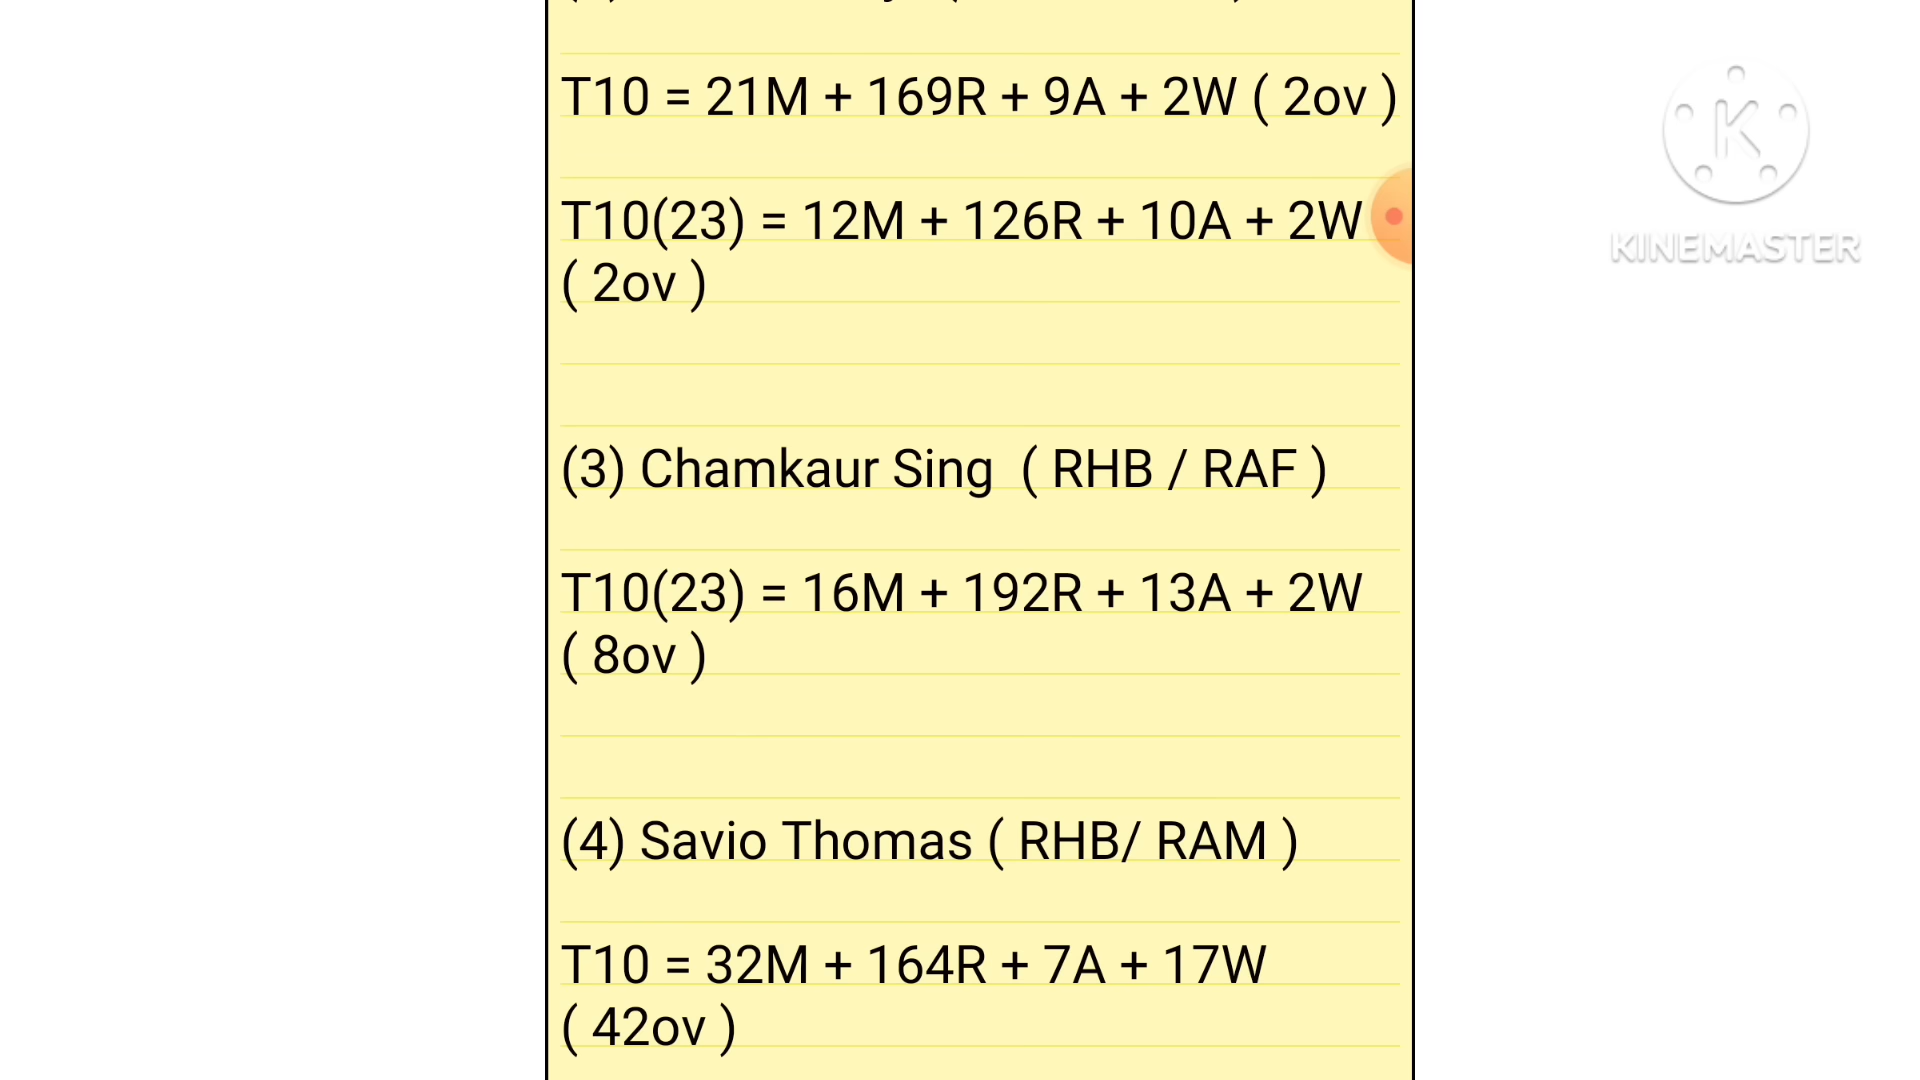 T10 = 21M + 169R + 9A + 2W ( 2ov )
T10(23) = 12M + 126R + 10A + 2W
( 2ov )
(3) Chamkaur Sing  ( RHB / RAF )
T10(23) = 16M + 192R + 13A + 2W
( 8ov )
(4) Savio Thomas ( RHB/ RAM )
T10 = 32M + 164R + 7A + 17W
( 42ov )
K
KINEMASTER